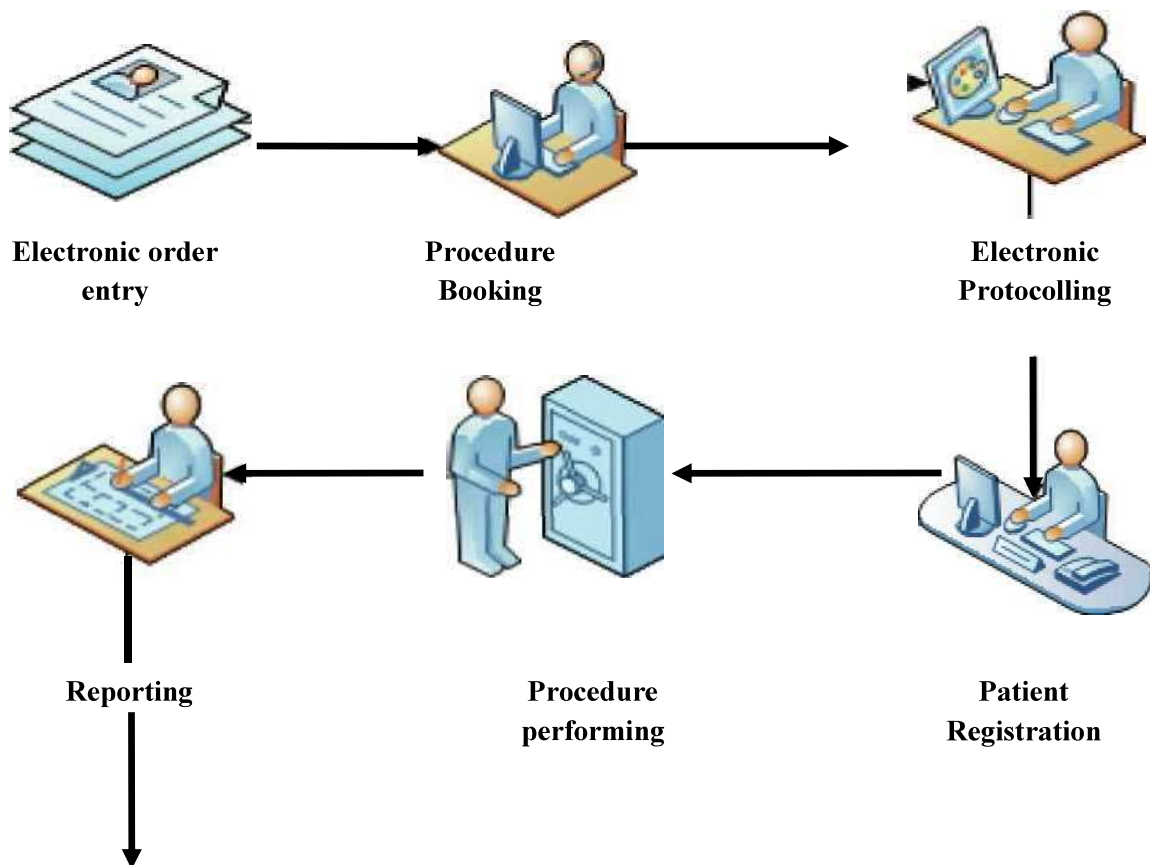 Electronic order
entry
Procedure
Booking
Electronic
Protocolling
Reporting
Procedure
performing
Patient
Registration